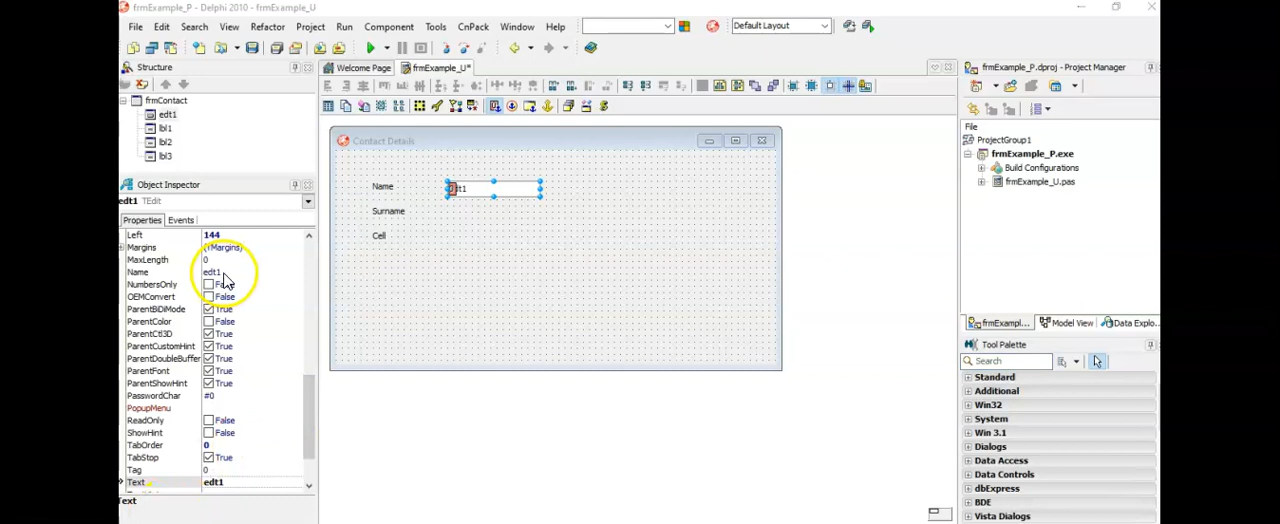 frmExample_P - Delphi 2010 - frmExample_U
File Edit Search View Refactor Project Run Component Tools CnPack Window Help
Default Layout
Structure
frmContact
edt1
lbl1
lbl2
lbl3
Object Inspector
edt1 TEdit
Properties Events
Left 144
Margins (TMargins)
MaxLength 0
Name edt1
NumbersOnly False
OEMConvert False
ParentBiDiMode True
ParentColor False
ParentCtl3D True
ParentCustomHint True
ParentDoubleBuffer True
ParentFont True
ParentShowHint True
PasswordChar #0
PopupMenu
ReadOnly False
ShowHint False
TabOrder 0
TabStop True
Tag 0
Text edt1
Text
Welcome Page frmExample_U*
Contact Details
Name
edt1
Surname
Cell
frmExample_P.dproj - Project Manager
File
ProjectGroup1
frmExample_P.exe
Build Configurations
frmExample_U.pas
frmExampl... Model View Data Explo...
Tool Palette
Search
Standard
Additional
Win32
System
Win 3.1
Dialogs
Data Access
Data Controls
dbExpress
BDE
Vista Dialogs